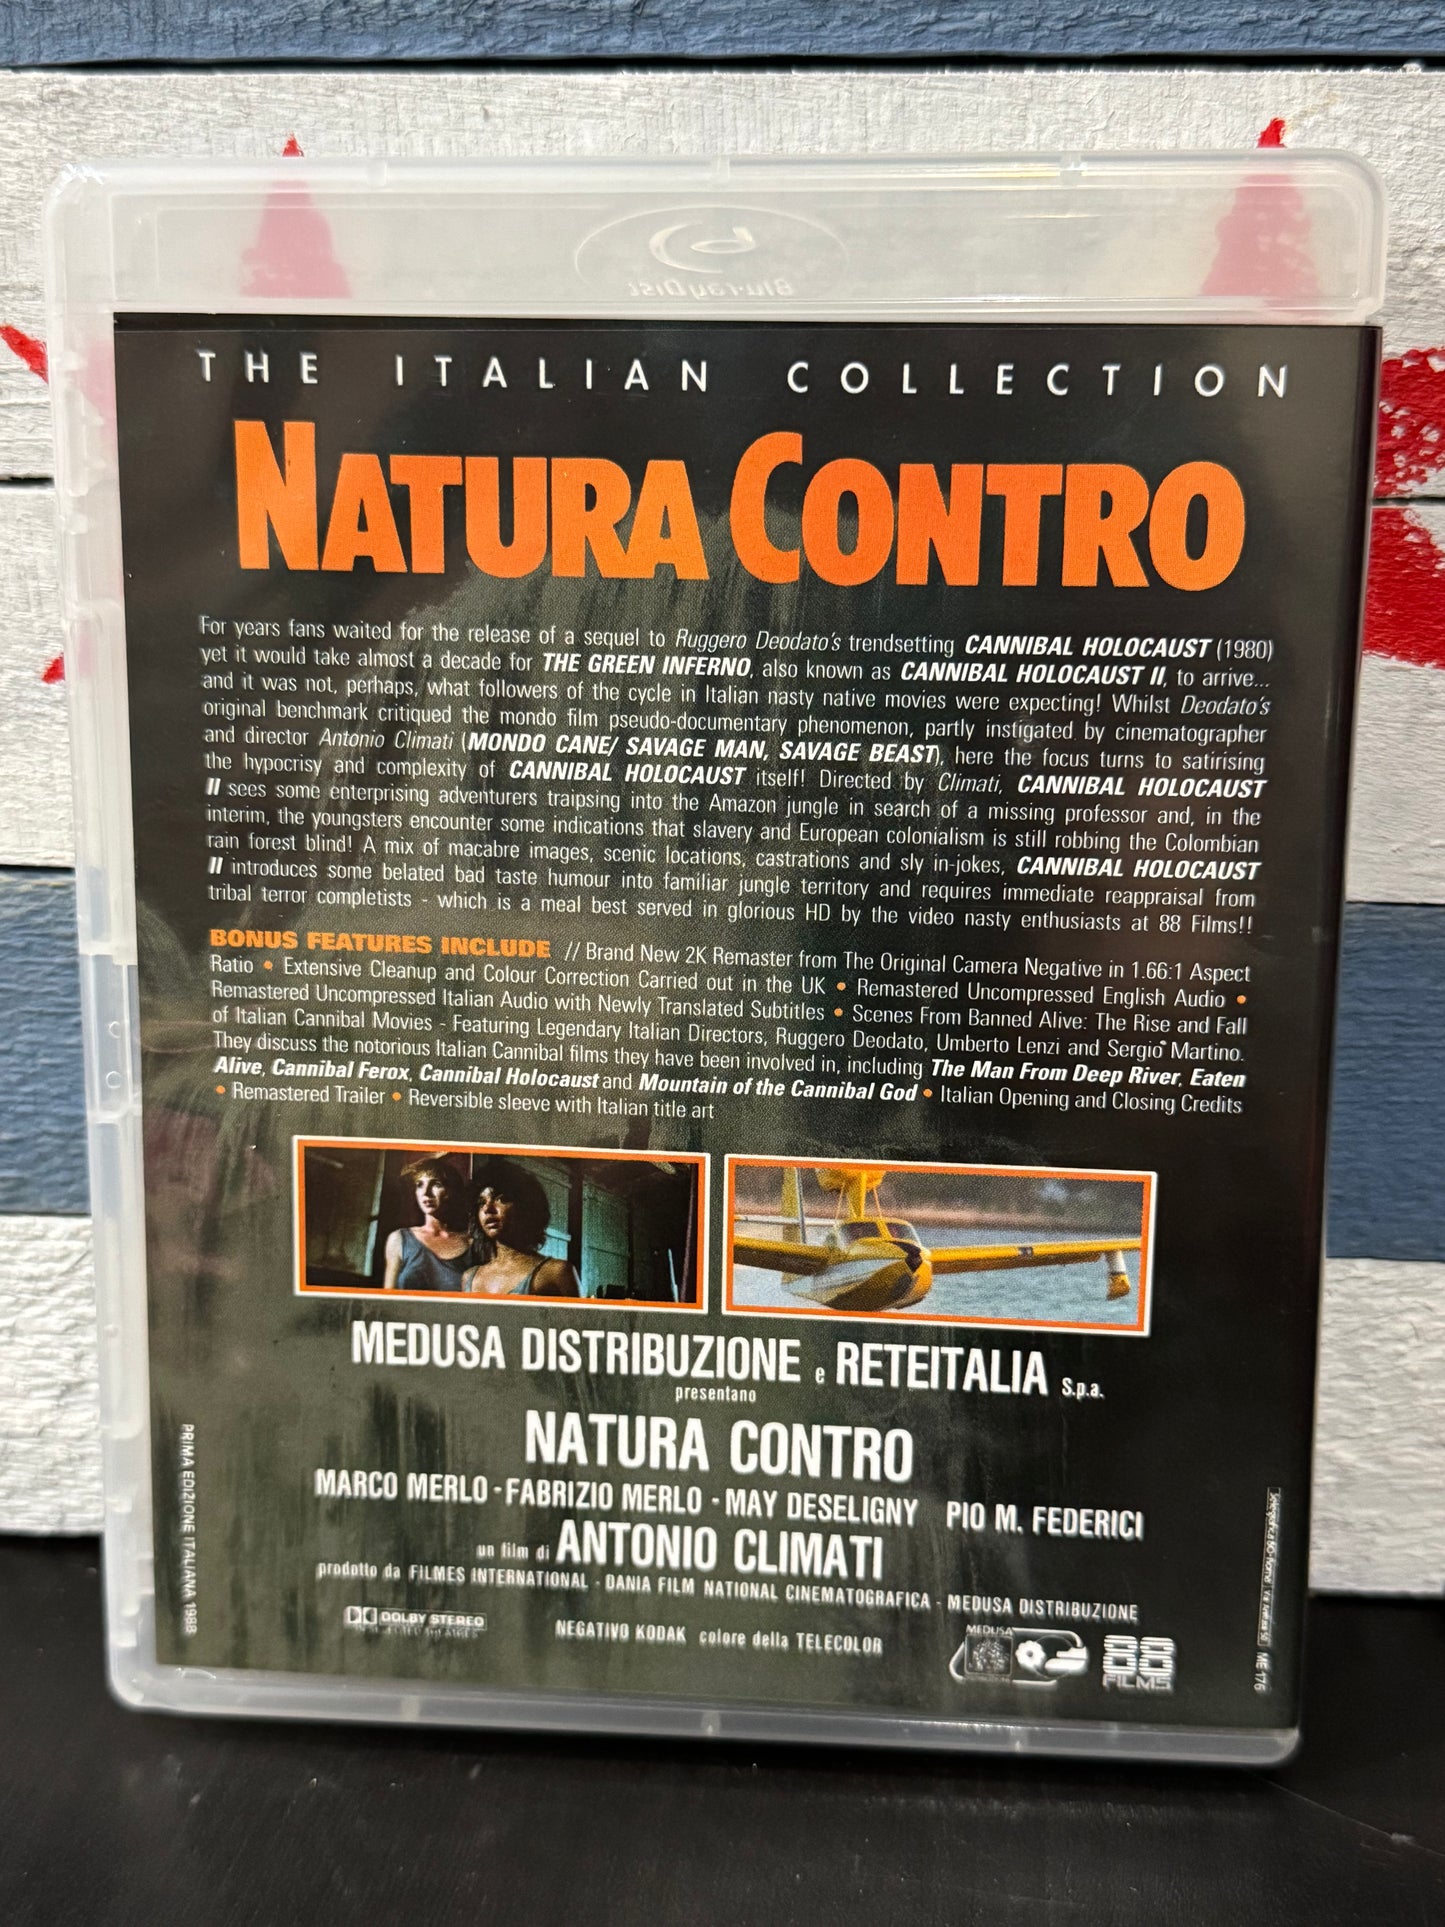 Blu-ray Disc
THE ITALIAN COLLECTION
NATURA CONTRO
For years fans waited for the release of a sequel to Ruggero Deodato's trendsetting CANNIBAL HOLOCAUST (1980)
yet it would take almost a decade for THE GREEN INFERNO, also known as CANNIBAL HOLOCAUST II, to arrive...
and it was not, perhaps, what followers of the cycle in Italian nasty native movies were expecting! Whilst Deodato's
original benchmark critiqued the mondo film pseudo-documentary phenomenon, partly instigated by cinematographer
and director Antonio Climati (MONDO CANE/ SAVAGE MAN, SAVAGE BEAST), here the focus turns to satirising
the hypocrisy and complexity of CANNIBAL HOLOCAUST itself! Directed by Climati, CANNIBAL HOLOCAUST
II sees some enterprising adventurers traipsing into the Amazon jungle in search of a missing professor and, in the
interim, the youngsters encounter some indications that slavery and European colonialism is still robbing the Colombian
rain forest blind! A mix of macabre images, scenic locations, castrations and sly in-jokes, CANNIBAL HOLOCAUST
II introduces some belated bad taste humour into familiar jungle territory and requires immediate reappraisal from
tribal terror completists - which is a meal best served in glorious HD by the video nasty enthusiasts at 88 Films!!
BONUS FEATURES INCLUDE // Brand New 2K Remaster from The Original Camera Negative in 1.66:1 Aspect
Ratio • Extensive Cleanup and Colour Correction Carried out in the UK • Remastered Uncompressed English Audio •
Remastered Uncompressed Italian Audio with Newly Translated Subtitles • Scenes From Banned Alive: The Rise and Fall
of Italian Cannibal Movies - Featuring Legendary Italian Directors, Ruggero Deodato, Umberto Lenzi and Sergio Martino.
They discuss the notorious Italian Cannibal films they have been involved in, including The Man From Deep River, Eaten
Alive, Cannibal Ferox, Cannibal Holocaust and Mountain of the Cannibal God • Italian Opening and Closing Credits
• Remastered Trailer • Reversible sleeve with Italian title art
MEDUSA DISTRIBUZIONE e RETEITALIA S.p.a.
presentano
NATURA CONTRO
MARCO MERLO - FABRIZIO MERLO - MAY DESELIGNY PIO M. FEDERICI
un film di ANTONIO CLIMATI
prodotto da FILMES INTERNATIONAL - DANIA FILM NATIONAL CINEMATOGRAFICA - MEDUSA DISTRIBUZIONE
DOLBY STEREO
NEGATIVO KODAK colore della TELECOLOR
MEDUSA
88 FILMS
PRIMA EDIZIONE ITALIANA 1988
ME 176